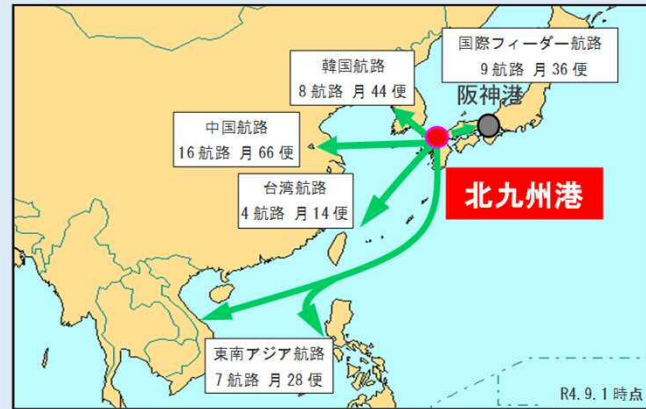 国際フィーダー航路
9航路 月36便
韓国航路
8航路 月44便
阪神港
中国航路
16航路 月66便
台湾航路
4航路 月14便
北九州港
東南アジア航路
7航路 月28便
R4.9.1時点